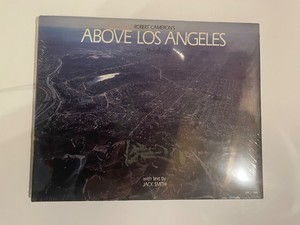 ROBERT CAMERON'S
ABOVE LOS ANGELES
with text by
JACK SMITH